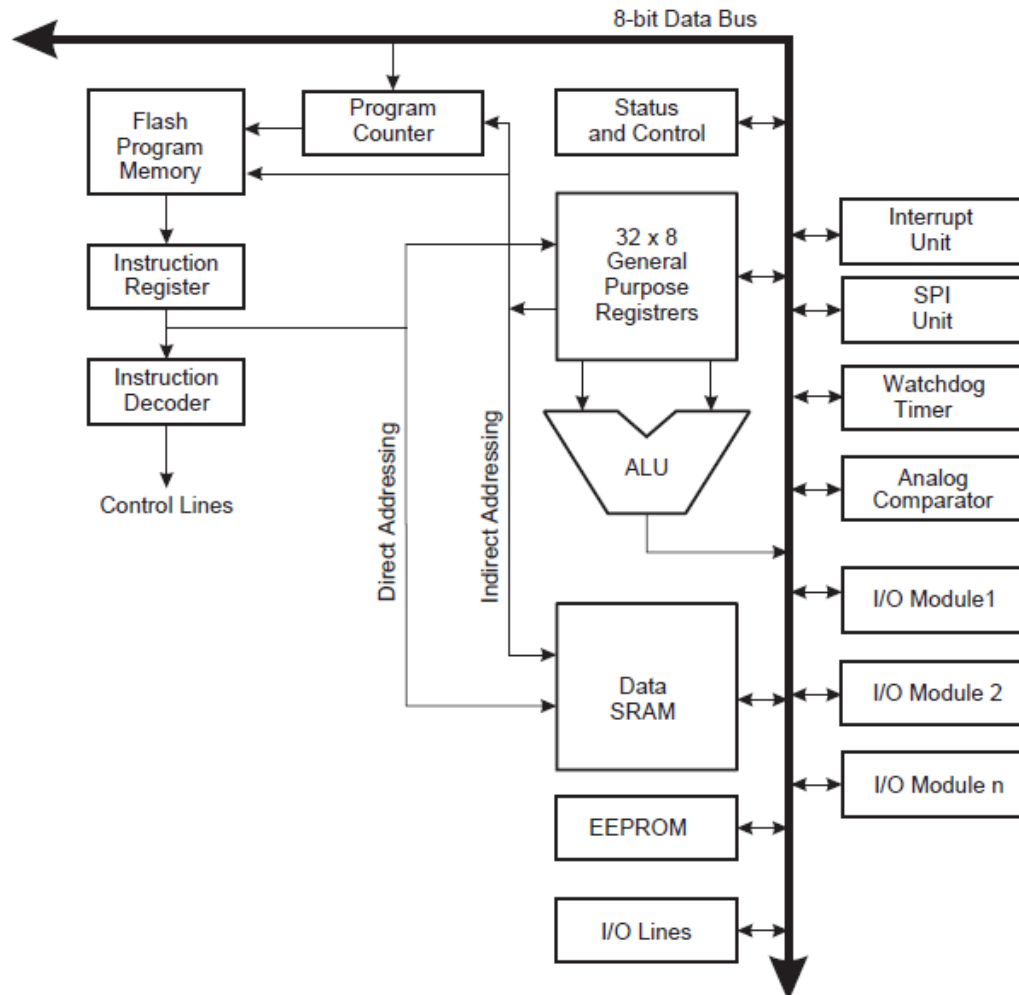 8-bit Data Bus
Flash
Program
Memory
Program
Counter
Status
and Control
32 x 8
General
Purpose
Registrers
Interrupt
Unit
Instruction
Register
SPI
Unit
Instruction
Decoder
Watchdog
Timer
Control Lines
Direct Addressing
Indirect Addressing
ALU
Analog
Comparator
I/O Module1
Data
SRAM
I/O Module 2
I/O Module n
EEPROM
I/O Lines